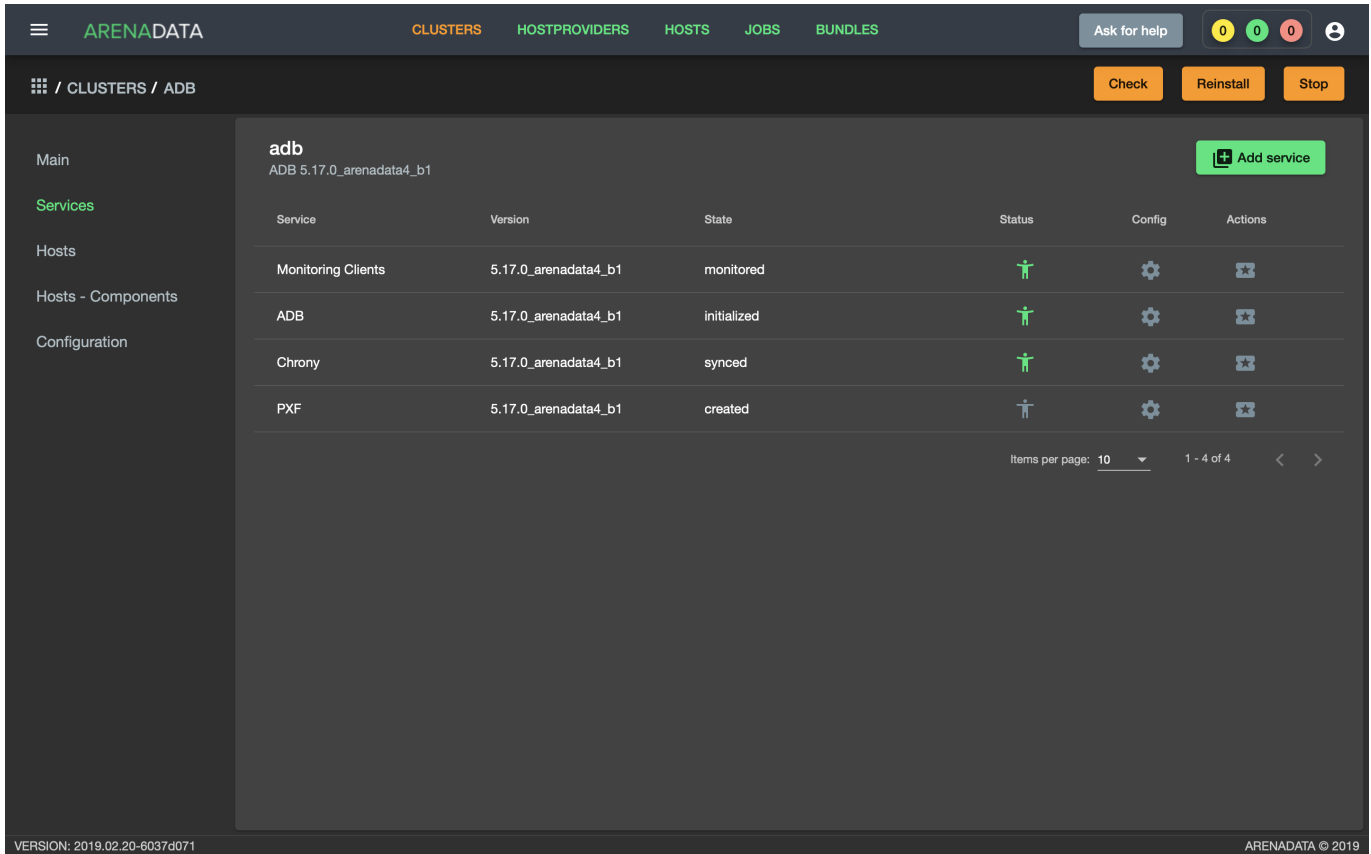 ARENADATA CLUSTERS HOSTPROVIDERS HOSTS JOBS BUNDLES Ask for help 0 0 0
/ CLUSTERS / ADB Check Reinstall Stop
Main
Services
Hosts
Hosts - Components
Configuration
adb
ADB 5.17.0_arenadata4_b1
Add service
Service Version State Status Config Actions
Monitoring Clients 5.17.0_arenadata4_b1 monitored
ADB 5.17.0_arenadata4_b1 initialized
Chrony 5.17.0_arenadata4_b1 synced
PXF 5.17.0_arenadata4_b1 created
Items per page: 10 1 - 4 of 4
VERSION: 2019.02.20-6037d071 ARENADATA © 2019